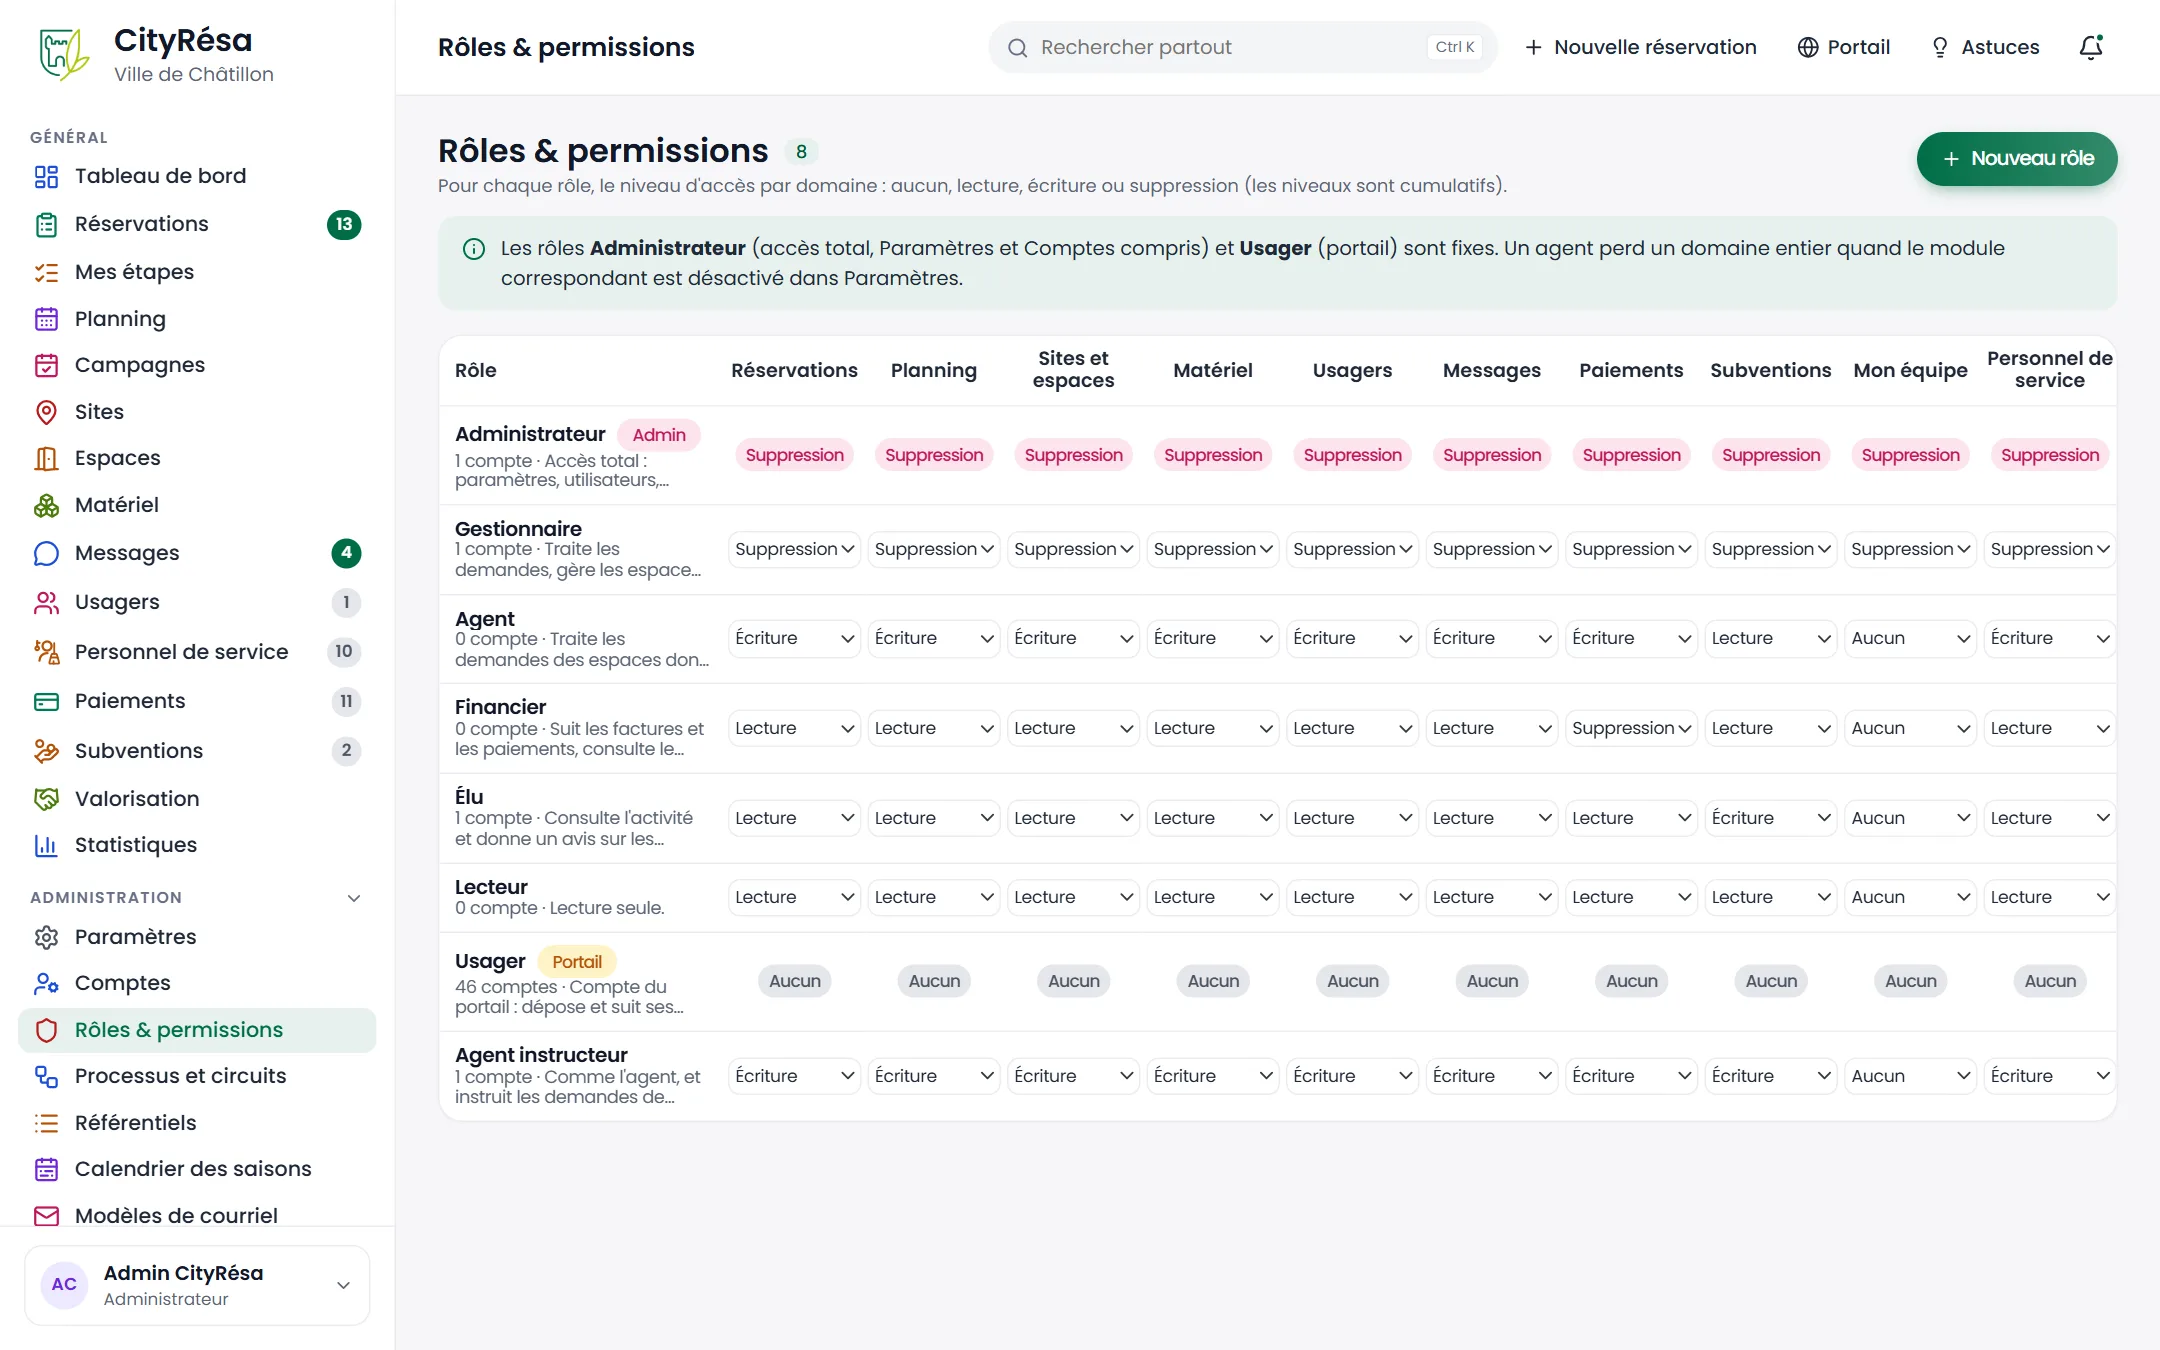 CityRésa
Ville de Châtillon
GÉNÉRAL
Tableau de bord
Réservations 13
Mes étapes
Planning
Campagnes
Sites
Espaces
Matériel
Messages 4
Usagers 1
Personnel de service 10
Paiements 11
Subventions 2
Valorisation
Statistiques
ADMINISTRATION
Paramètres
Comptes
Rôles & permissions
Processus et circuits
Référentiels
Calendrier des saisons
Modèles de courriel
AC
Admin CityRésa
Administrateur
Rôles & permissions
Rechercher partout Ctrl K
Nouvelle réservation
Portail
Astuces
Rôles & permissions 8
Pour chaque rôle, le niveau d'accès par domaine : aucun, lecture, écriture ou suppression (les niveaux sont cumulatifs).
Nouveau rôle
Les rôles Administrateur (accès total, Paramètres et Comptes compris) et Usager (portail) sont fixes. Un agent perd un domaine entier quand le module
correspondant est désactivé dans Paramètres.
Rôle Réservations Planning Sites et espaces Matériel Usagers Messages Paiements Subventions Mon équipe Personnel de service
Administrateur Admin
1 compte · Accès total :
paramètres, utilisateurs,...
Suppression Suppression Suppression Suppression Suppression Suppression Suppression Suppression Suppression Suppression
Gestionnaire
1 compte · Traite les
demandes, gère les espace...
Suppression Suppression Suppression Suppression Suppression Suppression Suppression Suppression Suppression Suppression
Agent
0 compte · Traite les
demandes des espaces don...
Écriture Écriture Écriture Écriture Écriture Écriture Écriture Lecture Aucun Écriture
Financier
0 compte · Suit les factures et
les paiements, consulte le...
Lecture Lecture Lecture Lecture Lecture Lecture Suppression Lecture Aucun Lecture
Élu
1 compte · Consulte l'activité
et donne un avis sur les...
Lecture Lecture Lecture Lecture Lecture Lecture Lecture Écriture Aucun Lecture
Lecteur
0 compte · Lecture seule.
Lecture Lecture Lecture Lecture Lecture Lecture Lecture Lecture Aucun Lecture
Usager Portail
46 comptes · Compte du
portail : dépose et suit ses...
Aucun Aucun Aucun Aucun Aucun Aucun Aucun Aucun Aucun Aucun
Agent instructeur
1 compte · Comme l'agent, et
instruit les demandes de...
Écriture Écriture Écriture Écriture Écriture Écriture Écriture Écriture Aucun Écriture